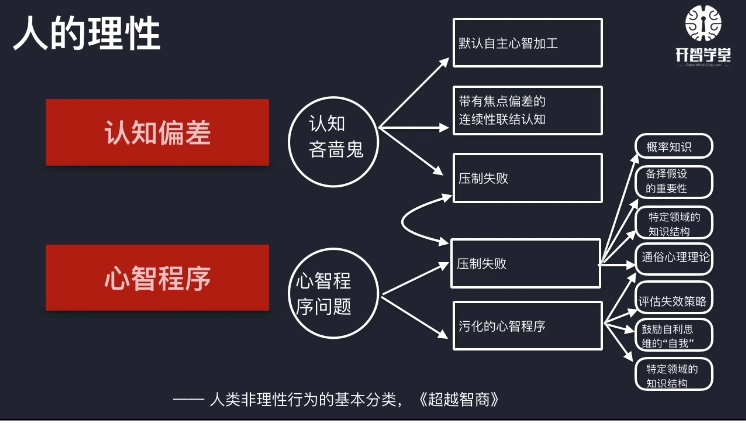 人的理性
开智学堂
认知偏差
认知
吝啬鬼
默认自主心智加工
带有焦点偏差的
连续性联结认知
压制失败
心智程序
心智程
序问题
压制失败
污化的心智程序
概率知识
备择假设
的重要性
特定领域的
知识结构
通俗心理理论
评估失效策略
鼓励自利思
维的“自我”
特定领域的
知识结构
—— 人类非理性行为的基本分类，《超越智商》